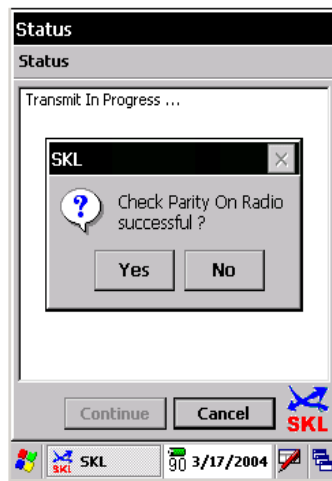 Status
Status
Transmit In Progress ...
SKL
Check Parity On Radio
successful ?
Yes No
Continue Cancel
SKL
SKL SKL 90 3/17/2004